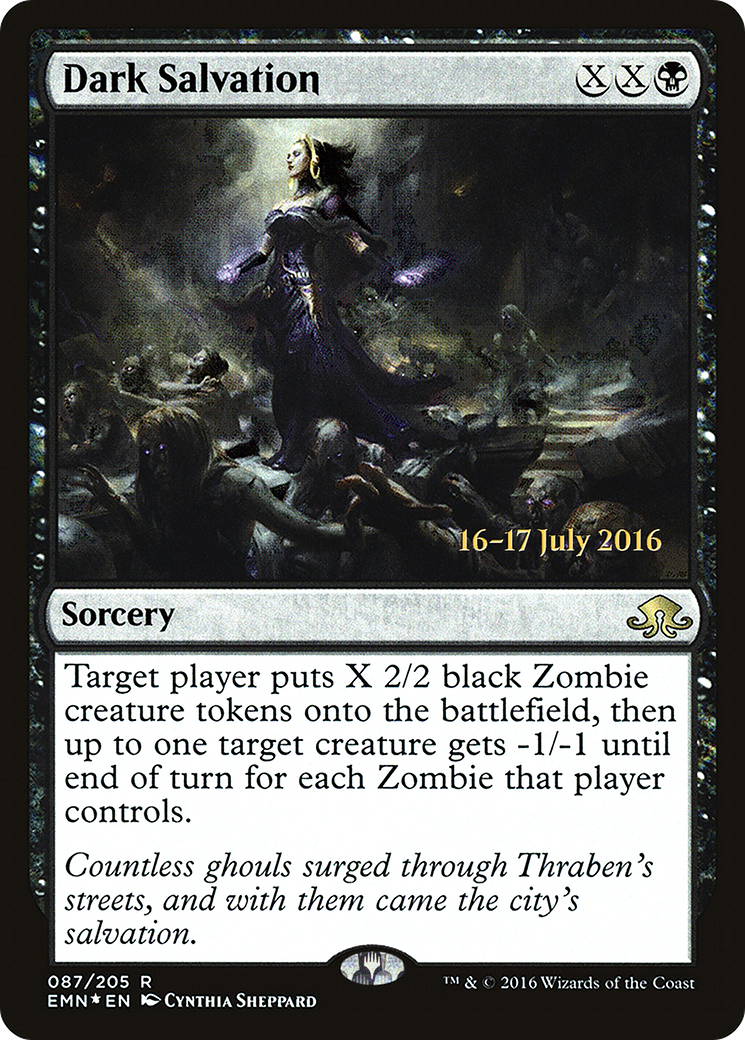 Dark Salvation XX
16–17 July 2016
Sorcery
Target player puts X 2/2 black Zombie
creature tokens onto the battlefield, then
up to one target creature gets -1/-1 until
end of turn for each Zombie that player
controls.
Countless ghouls surged through Thraben's
streets, and with them came the city's
salvation.
087/205 R
EMN★EN Cynthia Sheppard
™ & © 2016 Wizards of the Coast